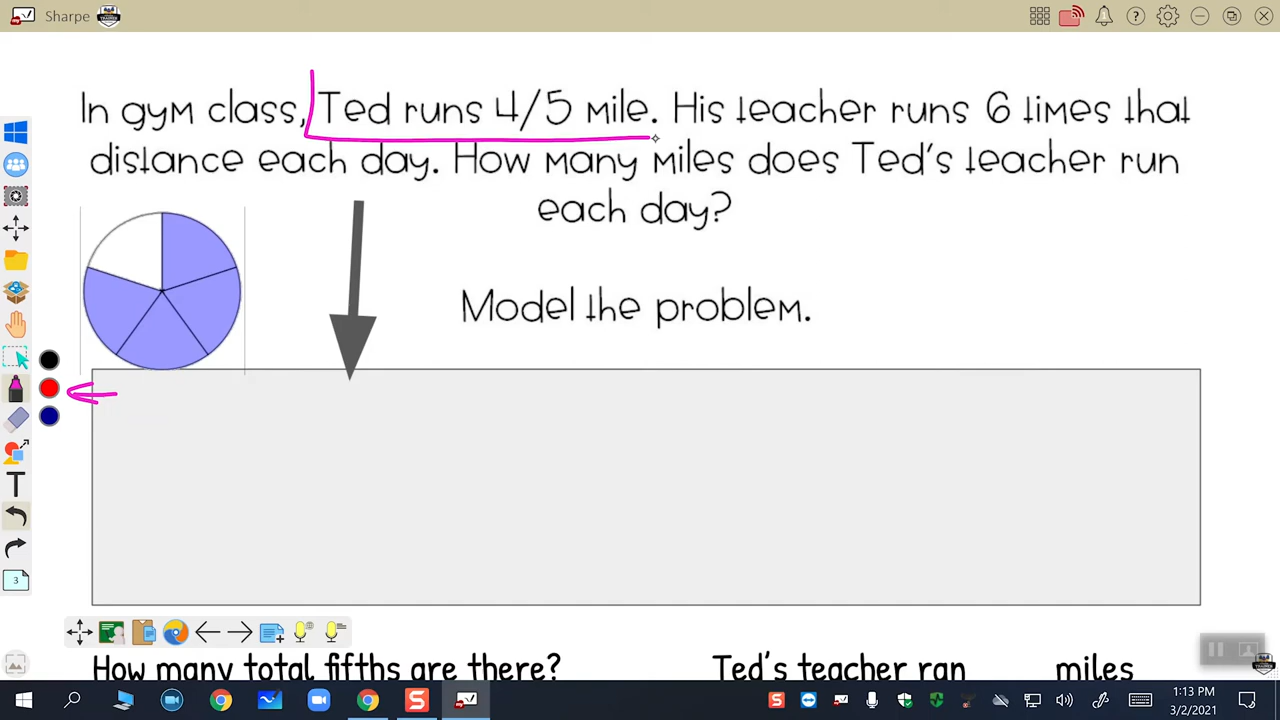 Sharpe
In gym class, Ted runs 4/5 mile. His teacher runs 6 times that
distance each day. How many miles does Ted's teacher run
each day?
Model the problem.
T
3
How many total fifths are there?
Ted's teacher ran miles
1:13 PM
3/2/2021